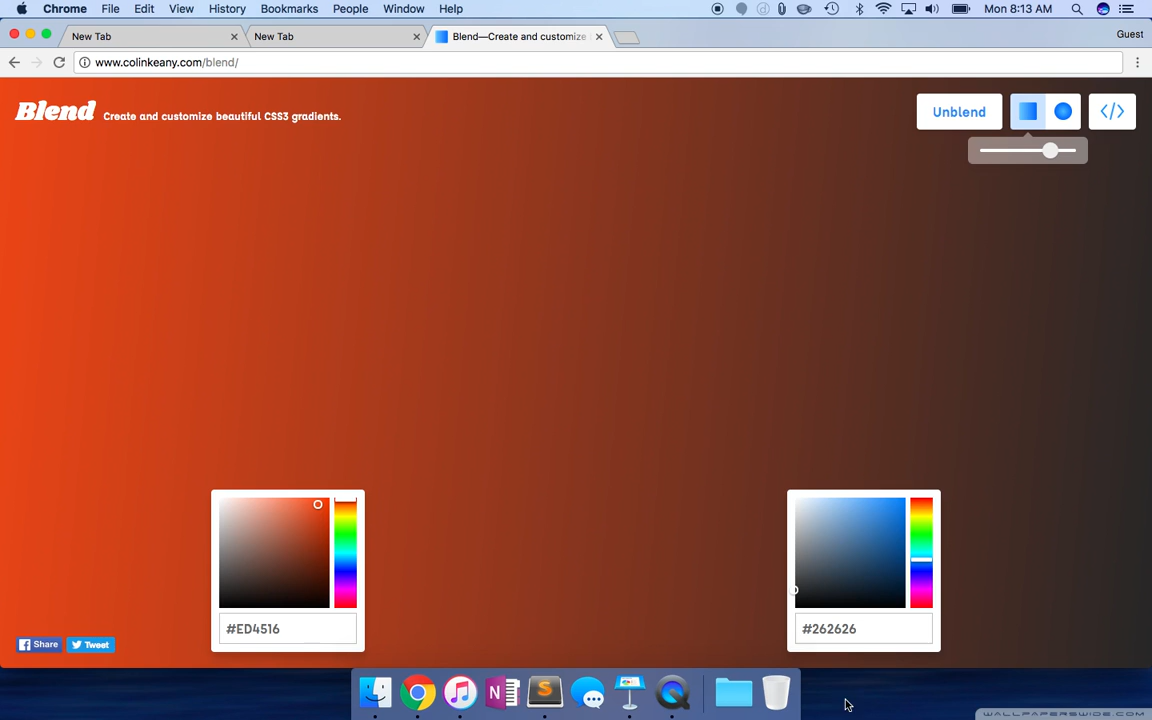 Chrome File Edit View History Bookmarks People Window Help Mon 8:13 AM
New Tab New Tab Blend—Create and customize Guest
www.colinkeany.com/blend/
Blend Create and customize beautiful CSS3 gradients. Unblend </>
#ED4516 #262626
Share Tweet
WALLPAPERSWIDE.COM